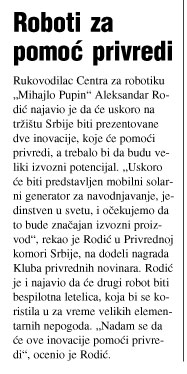 Roboti za
pomoć privredi
Rukovodilac Centra za robotiku
„Mihajlo Pupin“ Aleksandar Ro-
dić najavio je da će uskoro na
tržištu Srbije biti prezentovane
dve inovacije, koje će pomoći
privredi, a trebalo bi da budu ve-
liki izvozni potencijal. „Uskoro
će biti predstavljen mobilni solar-
ni generator za navodnjavanje, je-
dinstven u svetu, i očekujemo da
to bude značajan izvozni proiz-
vod“, rekao je Rodić u Privrednoj
komori Srbije, na dodeli nagrada
Kluba privrednih novinara. Rodić
je i najavio da će drugi robot biti
bespilotna letelica, koja bi se ko-
ristila u za vreme velikih elemen-
tarnih nepogoda. „Nadam se da
će ove inovacije pomoći privre-
di“, ocenio je Rodić.